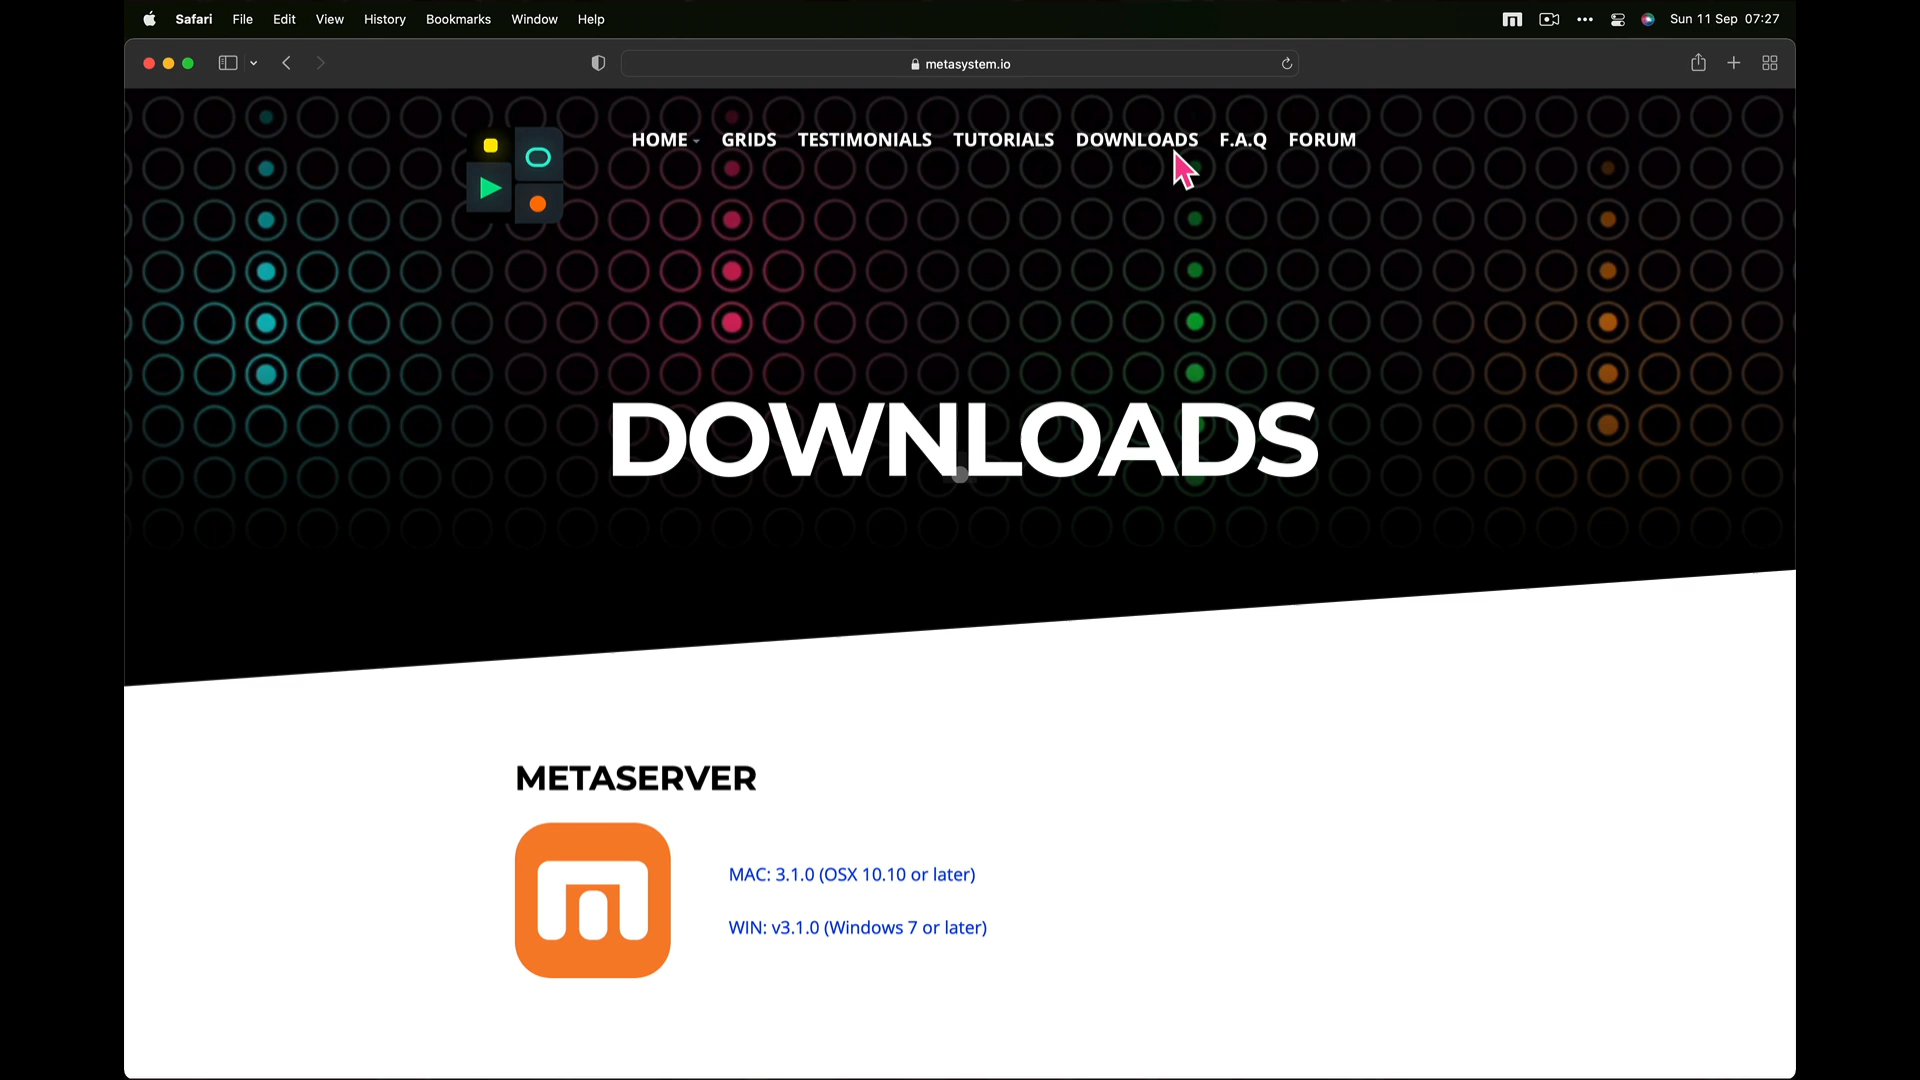 Safari File Edit View History Bookmarks Window Help
Sun 11 Sep 07:27
metasystem.io
HOME GRIDS TESTIMONIALS TUTORIALS DOWNLOADS F.A.Q FORUM
DOWNLOADS
METASERVER
MAC: 3.1.0 (OSX 10.10 or later)
WIN: v3.1.0 (Windows 7 or later)